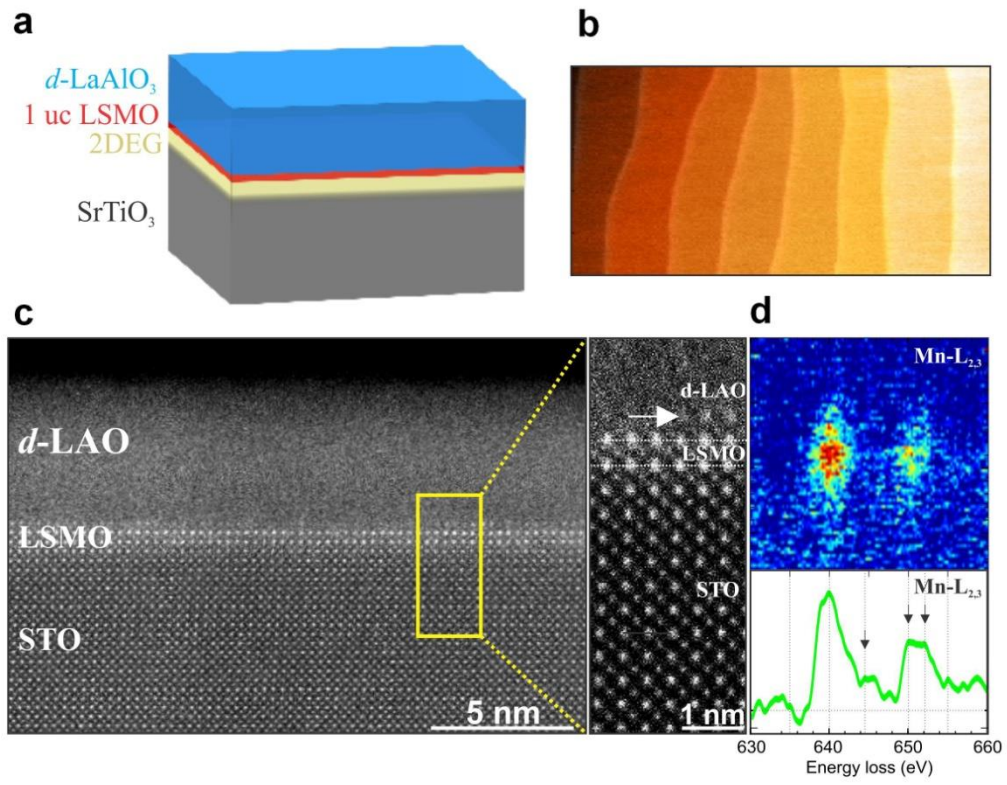 a
d-LaAlO₃
1 uc LSMO
2DEG
SrTiO₃
b
c
d-LAO
LSMO
STO
5 nm
d-LAO
LSMO
STO
1 nm
d
Mn-L₂,₃
Mn-L₂,₃
630 640 650 660
Energy loss (eV)